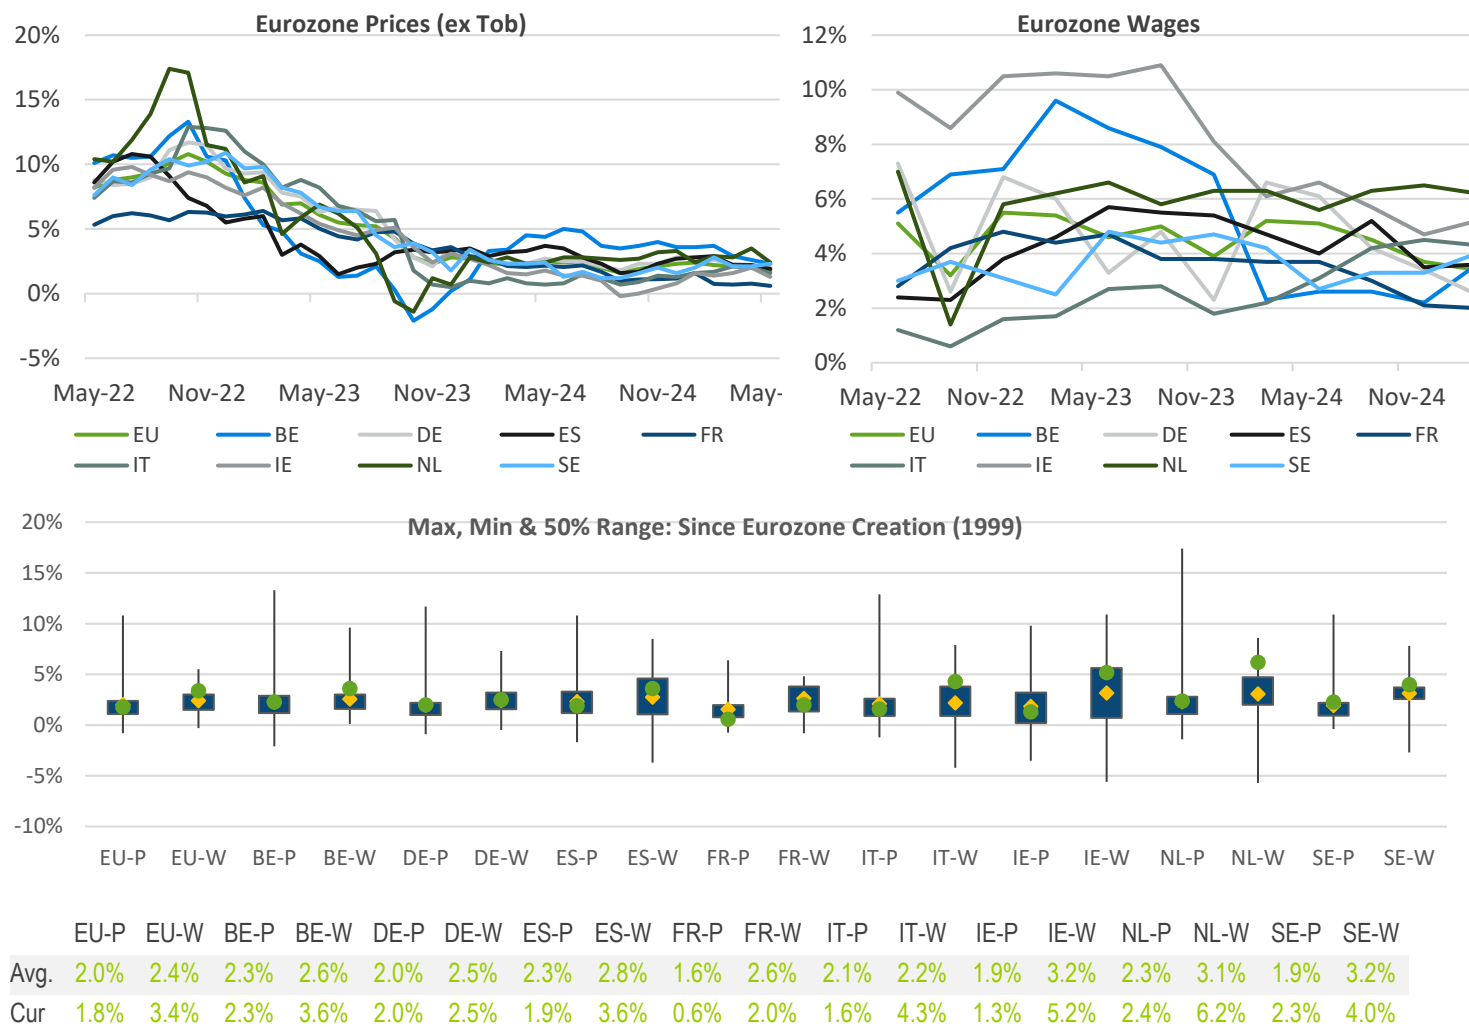 Eurozone Prices (ex Tob)
20%
15%
10%
5%
0%
-5%
May-22 Nov-22 May-23 Nov-23 May-24 Nov-24 May-
EU BE DE ES FR
IT IE NL SE
Eurozone Wages
12%
10%
8%
6%
4%
2%
0%
May-22 Nov-22 May-23 Nov-23 May-24 Nov-24
EU BE DE ES FR
IT IE NL SE
Max, Min & 50% Range: Since Eurozone Creation (1999)
20%
15%
10%
5%
0%
-5%
-10%
EU-P EU-W BE-P BE-W DE-P DE-W ES-P ES-W FR-P FR-W IT-P IT-W IE-P IE-W NL-P NL-W SE-P SE-W
EU-P EU-W BE-P BE-W DE-P DE-W ES-P ES-W FR-P FR-W IT-P IT-W IE-P IE-W NL-P NL-W SE-P SE-W
Avg. 2.0% 2.4% 2.3% 2.6% 2.0% 2.5% 2.3% 2.8% 1.6% 2.6% 2.1% 2.2% 1.9% 3.2% 2.3% 3.1% 1.9% 3.2%
Cur 1.8% 3.4% 2.3% 3.6% 2.0% 2.5% 1.9% 3.6% 0.6% 2.0% 1.6% 4.3% 1.3% 5.2% 2.4% 6.2% 2.3% 4.0%